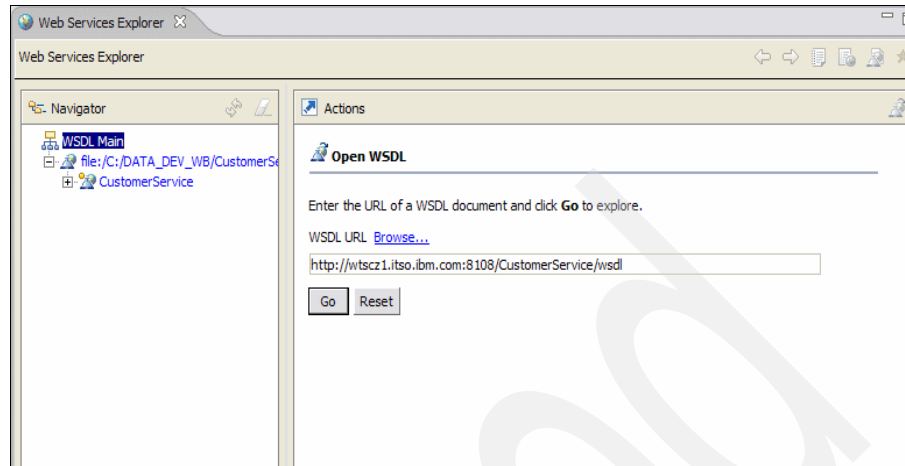 Web Services Explorer
Web Services Explorer
Navigator
WSDL Main
file:/C:/DATA_DEV_WB/CustomerSe
CustomerService
Actions
Open WSDL
Enter the URL of a WSDL document and click Go to explore.
WSDL URL Browse...
http://wtscz1.itso.ibm.com:8108/CustomerService/wsdl
Go Reset